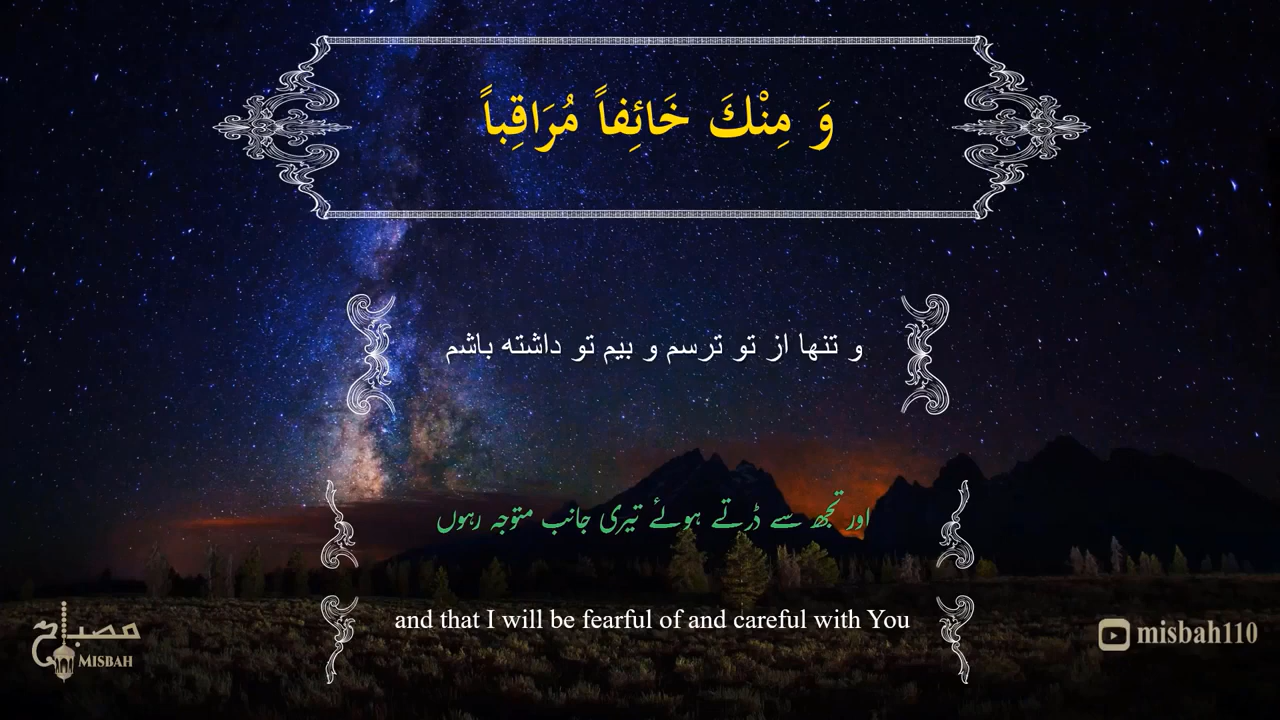 وَ مِنْكَ خَائِفاً مُرَاقِباً
و تنها از تو ترسم و بیم تو داشته باشم
اور تجھ سے ڈرتے ہوئے تیری جانب متوجہ رہوں
and that I will be fearful of and careful with You
مصباح
MISBAH
misbah110